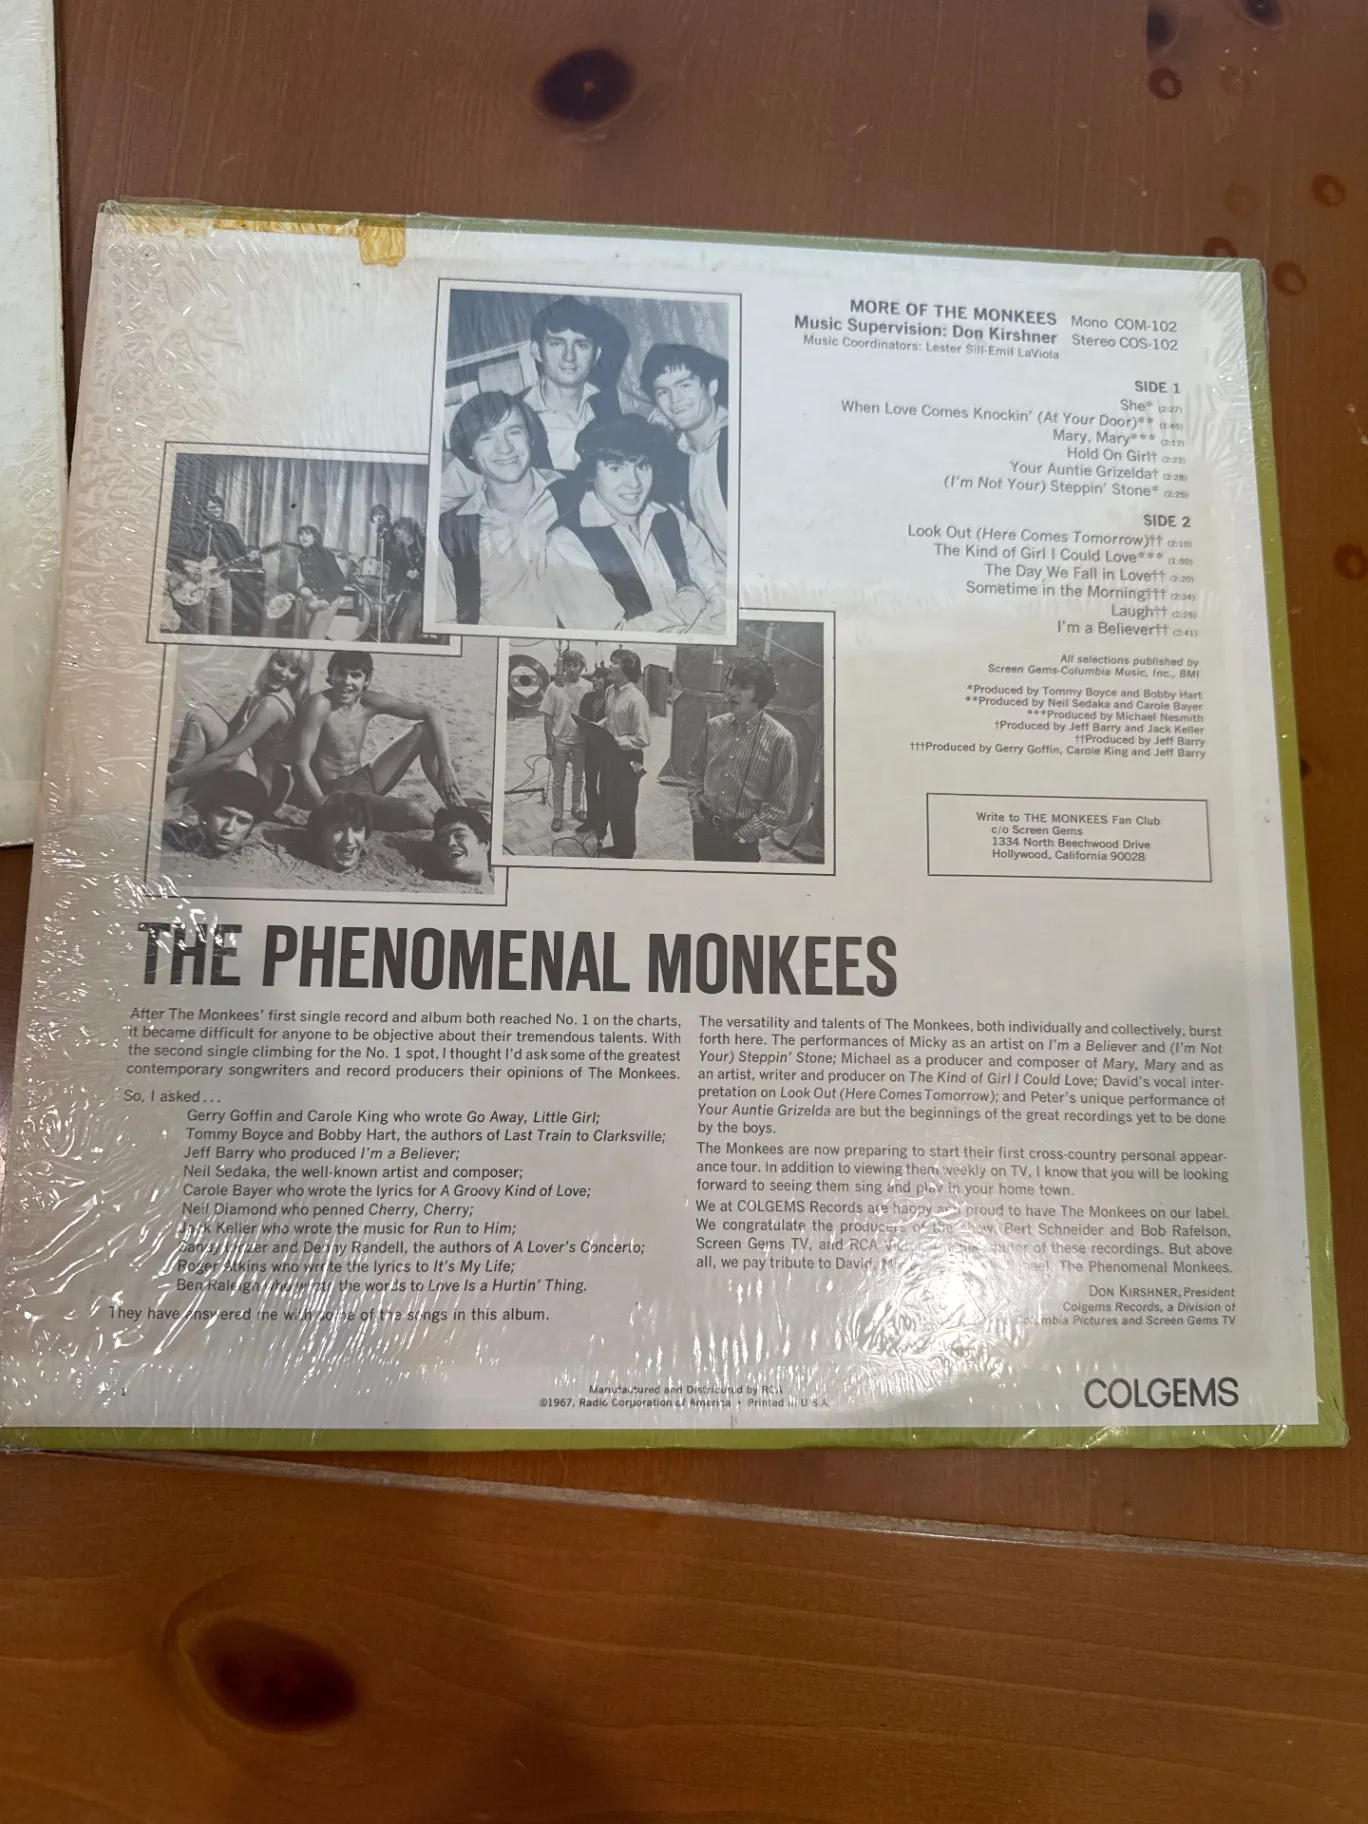 MORE OF THE MONKEES Mono COM-102
Music Supervision: Don Kirshner Stereo COS-102
Music Coordinators: Lester Sill-Emil LaViola
SIDE 1
She* (2:27)
When Love Comes Knockin' (At Your Door)** (1:45)
Mary, Mary*** (2:12)
Hold On Girl† (2:23)
Your Auntie Grizelda† (2:28)
(I'm Not Your) Steppin' Stone* (2:25)
SIDE 2
Look Out (Here Comes Tomorrow)†† (2:10)
The Kind of Girl I Could Love*** (1:50)
The Day We Fall in Love†† (2:20)
Sometime in the Morning††† (2:24)
Laugh†† (2:25)
I'm a Believer†† (2:41)
All selections published by
Screen Gems-Columbia Music, Inc., BMI
*Produced by Tommy Boyce and Bobby Hart
**Produced by Neil Sedaka and Carole Bayer
***Produced by Michael Nesmith
†Produced by Jeff Barry and Jack Keller
††Produced by Jeff Barry
†††Produced by Gerry Goffin, Carole King and Jeff Barry
Write to THE MONKEES Fan Club
c/o Screen Gems
1334 North Beechwood Drive
Hollywood, California 90028
THE PHENOMENAL MONKEES
After The Monkees' first single record and album both reached No. 1 on the charts,
it became difficult for anyone to be objective about their tremendous talents. With
the second single climbing for the No. 1 spot, I thought I'd ask some of the greatest
contemporary songwriters and record producers their opinions of The Monkees.
So, I asked...
Gerry Goffin and Carole King who wrote Go Away, Little Girl;
Tommy Boyce and Bobby Hart, the authors of Last Train to Clarksville;
Jeff Barry who produced I'm a Believer;
Neil Sedaka, the well-known artist and composer;
Carole Bayer who wrote the lyrics for A Groovy Kind of Love;
Neil Diamond who penned Cherry, Cherry;
Jack Keller who wrote the music for Run to Him;
Sandy Linzer and Denny Randell, the authors of A Lover's Concerto;
Roger Atkins who wrote the lyrics to It's My Life;
Ben Raleigh who wrote the words to Love Is a Hurtin' Thing.
They have answered me with some of the songs in this album.
The versatility and talents of The Monkees, both individually and collectively, burst
forth here. The performances of Micky as an artist on I'm a Believer and (I'm Not
Your) Steppin' Stone; Michael as a producer and composer of Mary, Mary and as
an artist, writer and producer on The Kind of Girl I Could Love; David's vocal inter-
pretation on Look Out (Here Comes Tomorrow); and Peter's unique performance of
Your Auntie Grizelda are but the beginnings of the great recordings yet to be done
by the boys.
The Monkees are now preparing to start their first cross-country personal appear-
ance tour. In addition to viewing them weekly on TV, I know that you will be looking
forward to seeing them sing and play in your home town.
We at COLGEMS Records are happy and proud to have The Monkees on our label.
We congratulate the producers of the show, Bert Schneider and Bob Rafelson,
Screen Gems TV, and RCA of these recordings. But above
all, we pay tribute to David, The Phenomenal Monkees.
DON KIRSHNER, President
Colgems Records, a Division of
Columbia Pictures and Screen Gems TV
1
Manufactured and Distributed by RCA
©1967, Radio Corporation of America • Printed in U.S.A.
COLGEMS